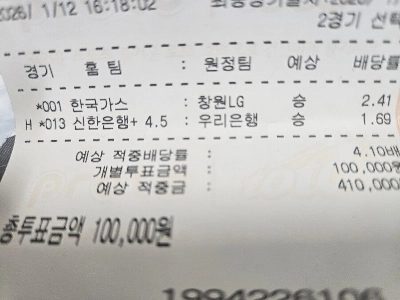 2026/ 1/12 16:18:02
2경기 선택
경기 홈 팀 : 원정팀 예상 배당률
*001 한국가스 : 창원LG 승 2.41
H *013 신한은행+ 4.5 : 우리은행 승 1.69
예상 적중배당률 : 4.10배
개별투표금액 : 100,000원
예상 적중금 : 410,000
총투표금액 100,000원